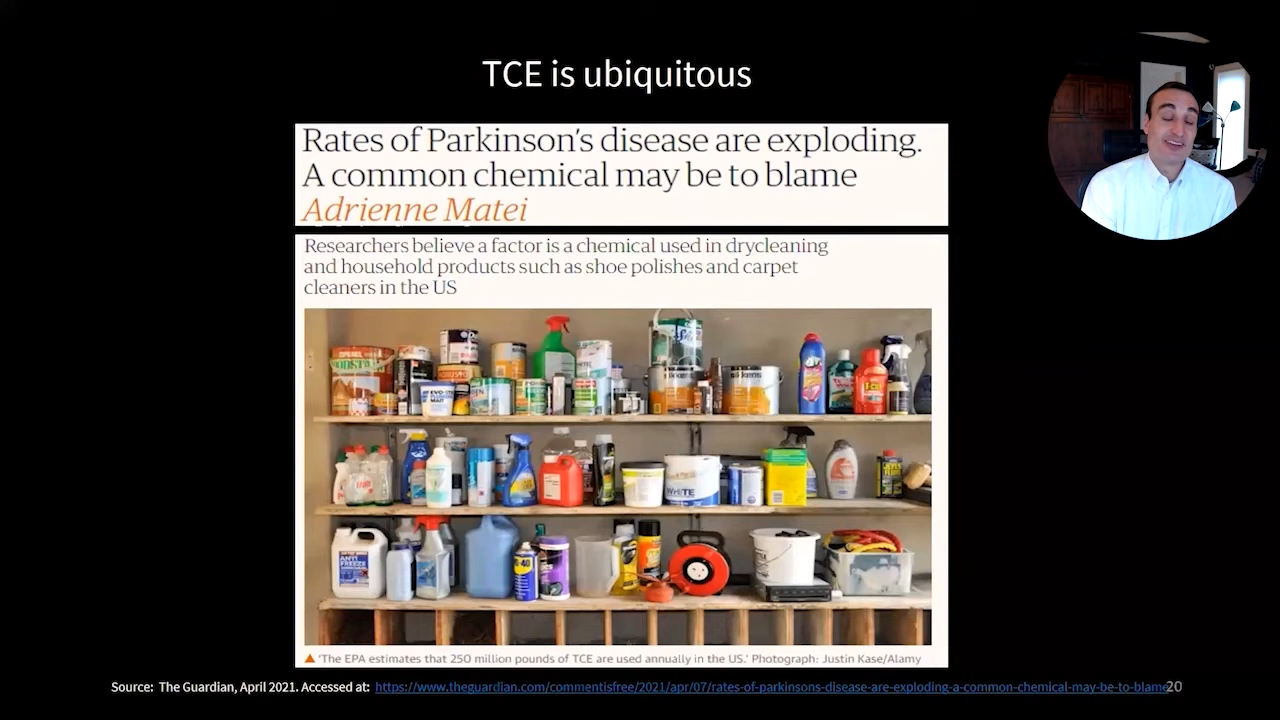 TCE is ubiquitous
Rates of Parkinson's disease are exploding.
A common chemical may be to blame
Adrienne Matei
Researchers believe a factor is a chemical used in drycleaning
and household products such as shoe polishes and carpet
cleaners in the US
WHITE
ANTI
FREEZE
40
'The EPA estimates that 250 million pounds of TCE are used annually in the US.' Photograph: Justin Kase/Alamy
Source: The Guardian, April 2021. Accessed at: https://www.theguardian.com/commentisfree/2021/apr/07/rates-of-parkinsons-disease-are-exploding-a-common-chemical-may-be-to-blame
20